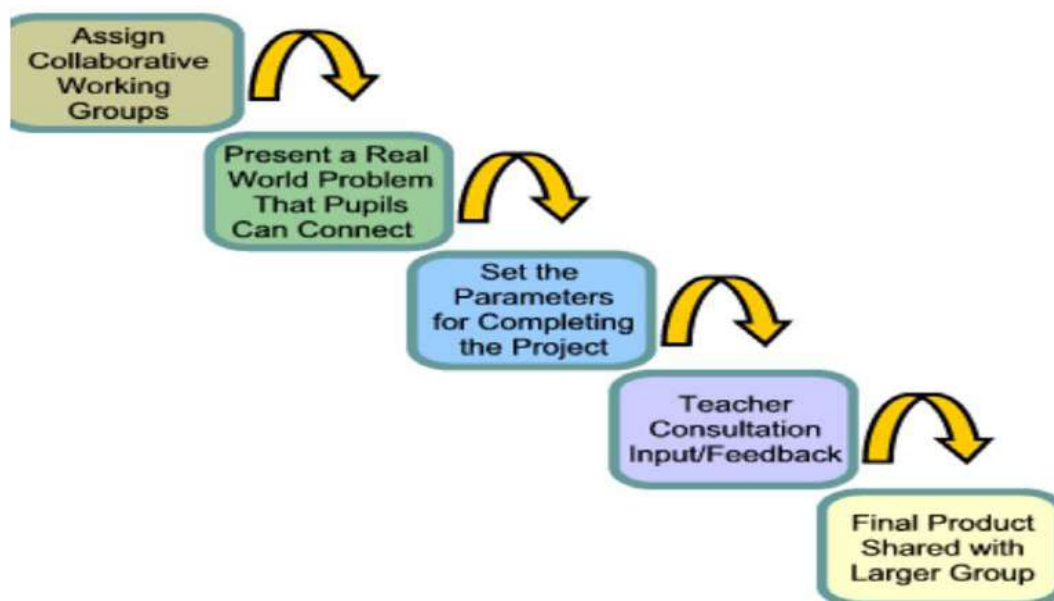 Assign
Collaborative
Working
Groups
Present a Real
World Problem
That Pupils
Can Connect
Set the
Parameters
for Completing
the Project
Teacher
Consultation
Input/Feedback
Final Product
Shared with
Larger Group